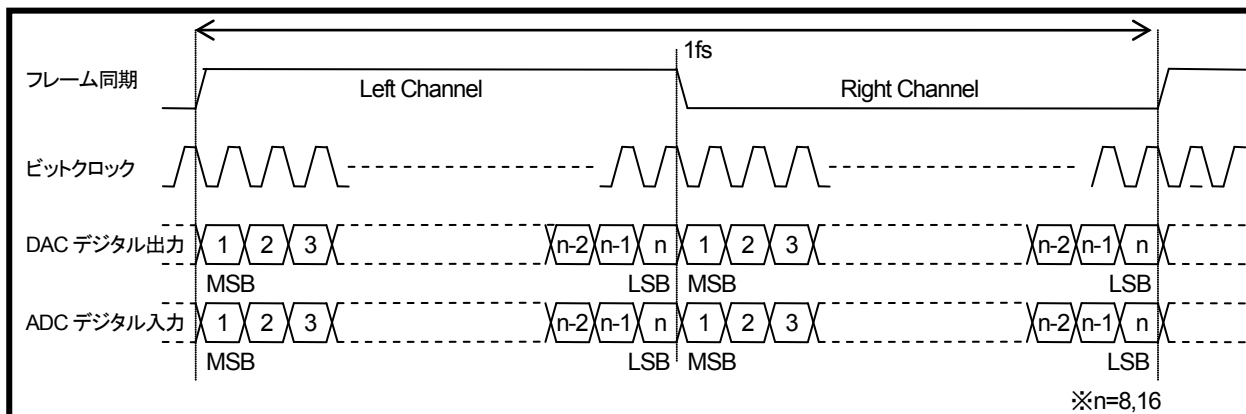 1fs
フレーム同期 Left Channel Right Channel
ビットクロック
DAC デジタル出力 1 2 3 n-2 n-1 n 1 2 3 n-2 n-1 n
MSB LSB MSB LSB
ADC デジタル入力 1 2 3 n-2 n-1 n 1 2 3 n-2 n-1 n
MSB LSB MSB LSB
※n=8,16